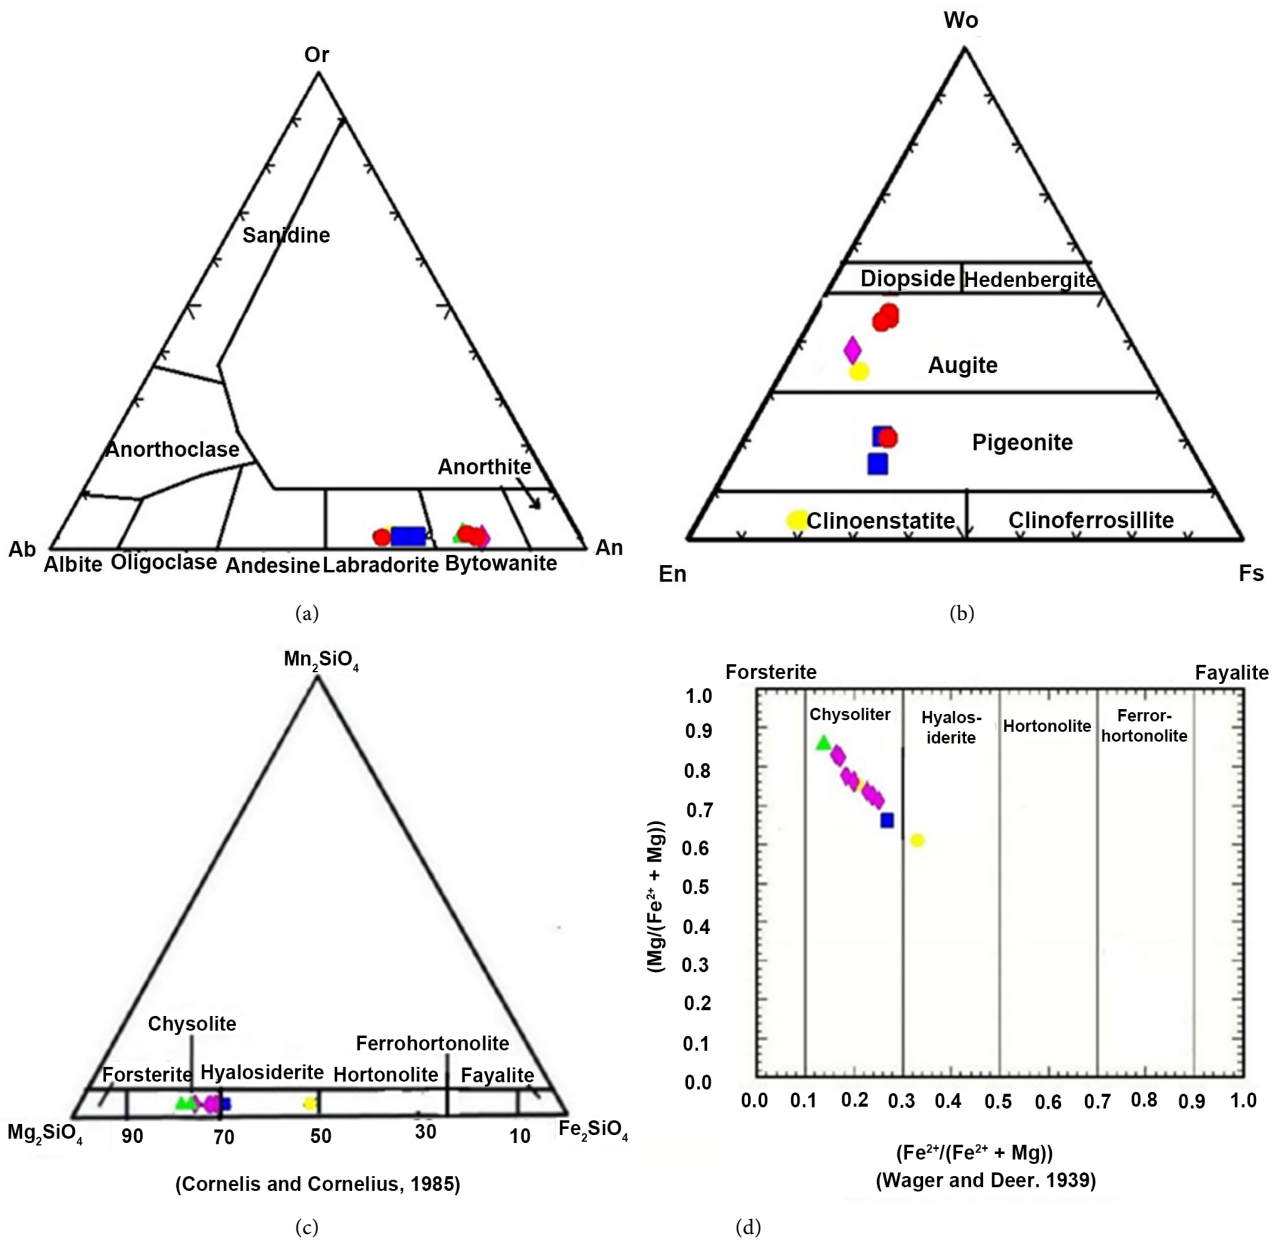 Or
Sanidine
Anorthoclase
Anorthite
Ab
An
Albite Oligoclase Andesine Labradorite Bytowanite
(a)
Wo
Diopside Hedenbergite
Augite
Pigeonite
Clinoenstatite Clinoferrosillite
En
Fs
(b)
Mn₂SiO₄
Chysolite
Ferrohortonolite
Forsterite Hyalosiderite Hortonolite Fayalite
Mg₂SiO₄ 90 70 50 30 10 Fe₂SiO₄
(Cornelis and Cornelius, 1985)
(c)
Forsterite Fayalite
Chysoliter
Hyalos-
iderite
Hortonolite
Ferror-
hortonolite
1.0
0.9
0.8
0.7
0.6
0.5
0.4
0.3
0.2
0.1
0.0
(Mg/(Fe²⁺ + Mg))
0.0 0.1 0.2 0.3 0.4 0.5 0.6 0.7 0.8 0.9 1.0
(Fe²⁺/(Fe²⁺ + Mg))
(Wager and Deer. 1939)
(d)